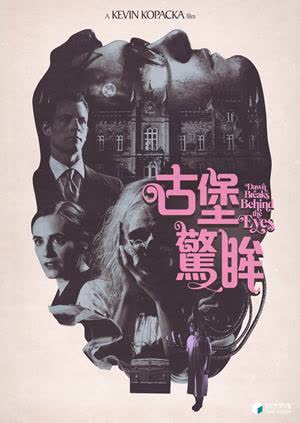 A KEVIN KOPACKA film
古堡
驚眸
Dawn
Breaks
Behind
the
Eyes